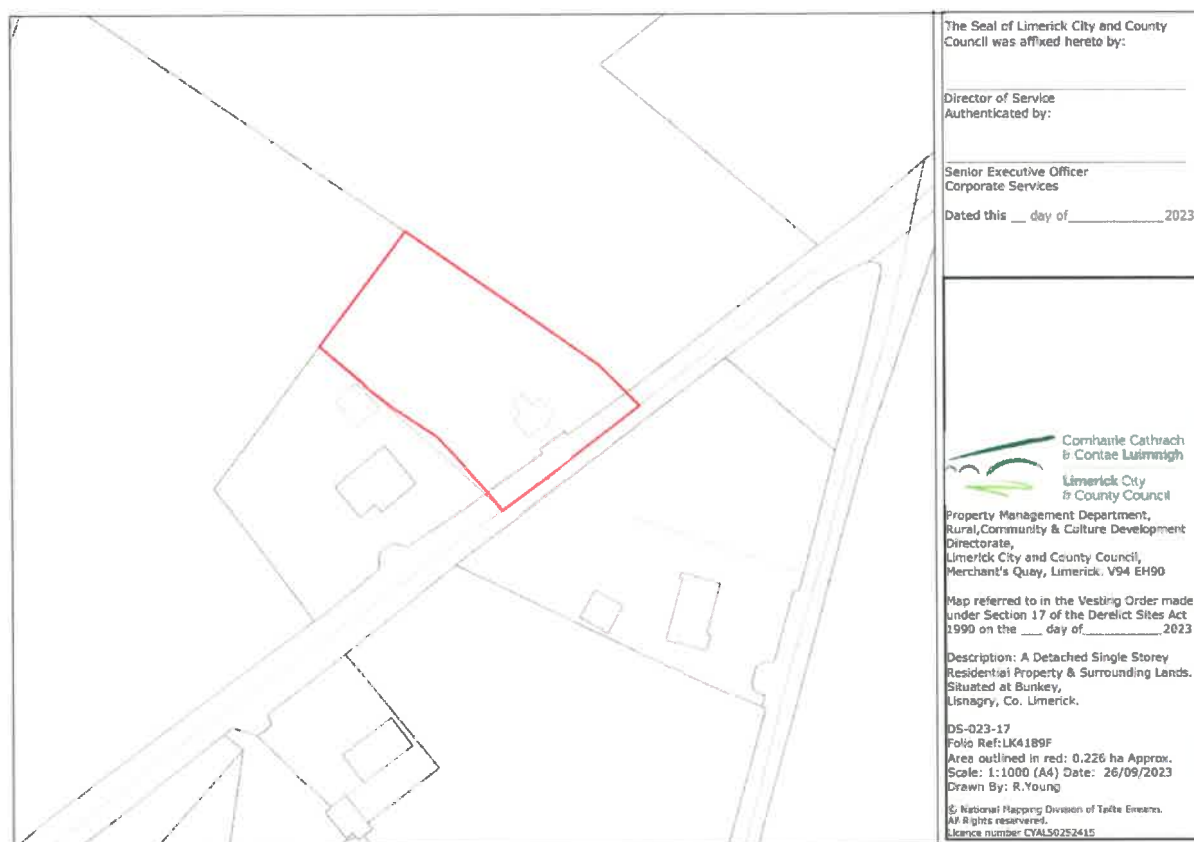 The Seal of Limerick City and County
Council was affixed hereto by:
Director of Service
Authenticated by:
Senior Executive Officer
Corporate Services
Dated this __ day of____________ 2023
Comhairle Cathrach
& Contae Luimnigh
Limerick City
& County Council
Property Management Department,
Rural,Community & Culture Development
Directorate,
Limerick City and County Council,
Merchant's Quay, Limerick. V94 EH90
Map referred to in the Vesting Order made
under Section 17 of the Derelict Sites Act
1990 on the ___ day of____________ 2023
Description: A Detached Single Storey
Residential Property & Surrounding Lands.
Situated at Bunkey,
Lisnagry, Co. Limerick.
DS-023-17
Folio Ref:LK4189F
Area outlined in red: 0.226 ha Approx.
Scale: 1:1000 (A4) Date: 26/09/2023
Drawn By: R.Young
© National Mapping Division of Tailte Éireann.
All Rights reservered.
Licence number CYAL50252415